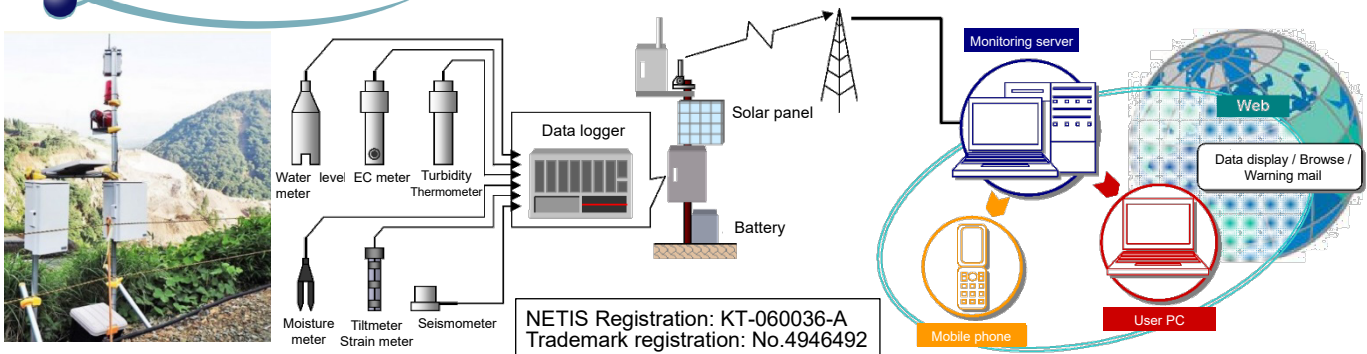 Water level
meter
EC meter
Turbidity
Thermometer
Moisture
meter
Tiltmeter
Strain meter
Seismometer
Data logger
Solar panel
Battery
NETIS Registration: KT-060036-A
Trademark registration: No.4946492
Monitoring server
Web
Data display / Browse /
Warning mail
Mobile phone
User PC